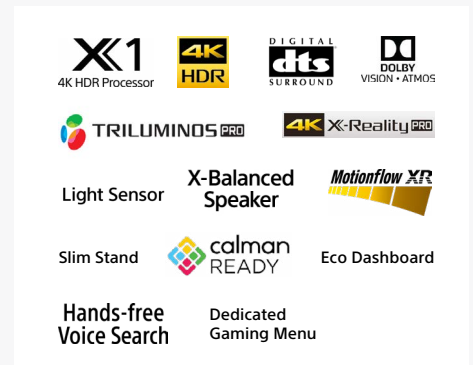 X1
4K HDR Processor
4K
HDR
DIGITAL
dts
SURROUND
DOLBY
VISION • ATMOS
TRILUMINOS PRO
4K X-Reality PRO
Light Sensor
X-Balanced
Speaker
Motionflow XR
Slim Stand
calman
READY
Eco Dashboard
Hands-free
Voice Search
Dedicated
Gaming Menu